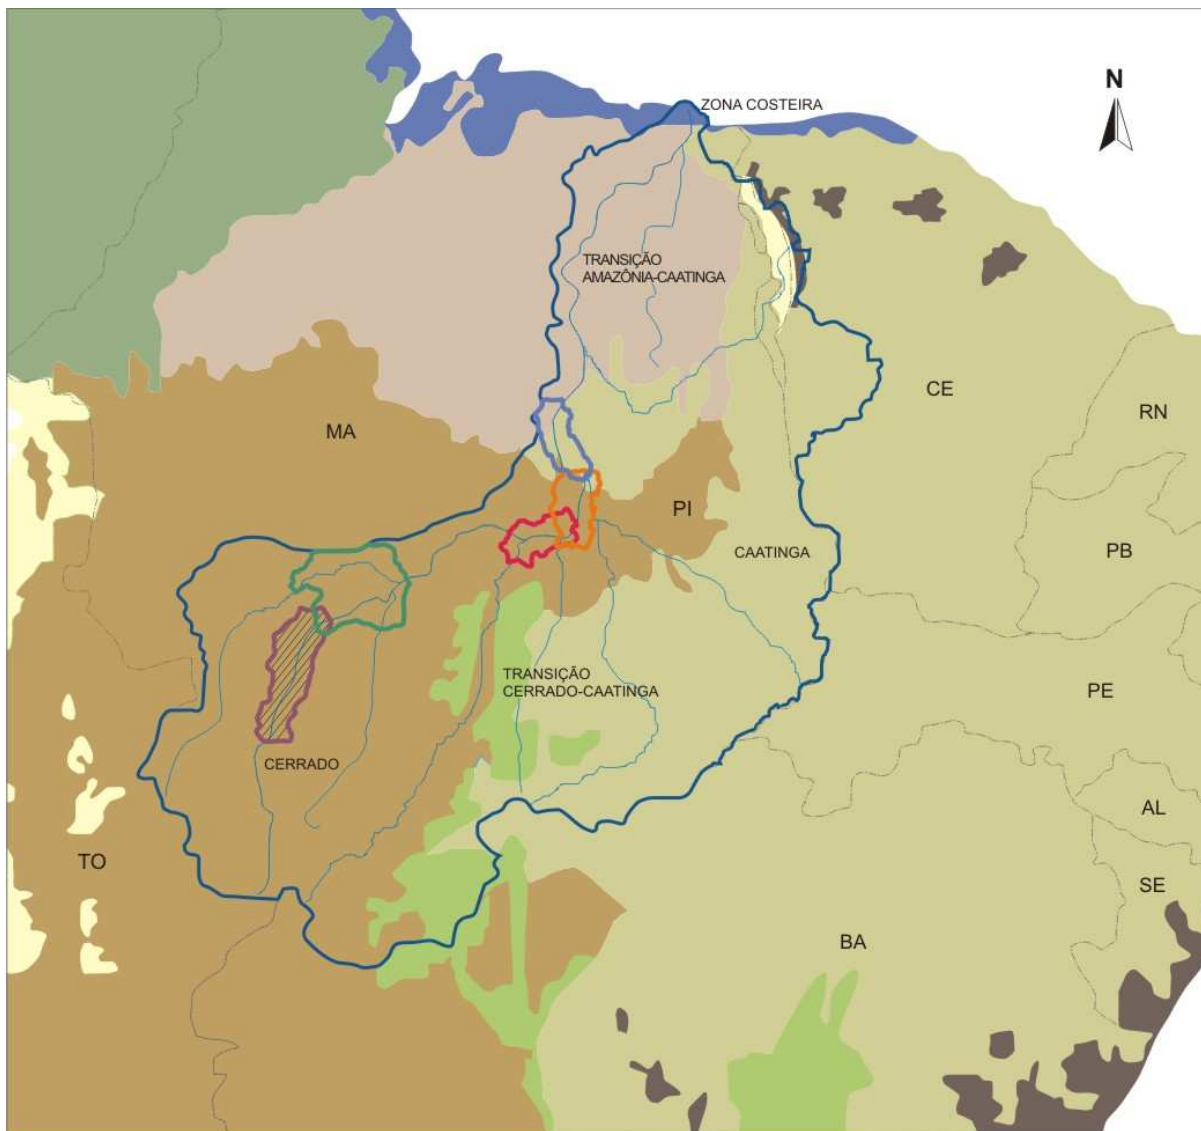 N
ZONA COSTEIRA
TRANSIÇÃO
AMAZÔNIA-CAATINGA
CE
RN
MA
PI
CAATINGA
PB
TRANSIÇÃO
CERRADO-CAATINGA
PE
CERRADO
AL
TO
SE
BA